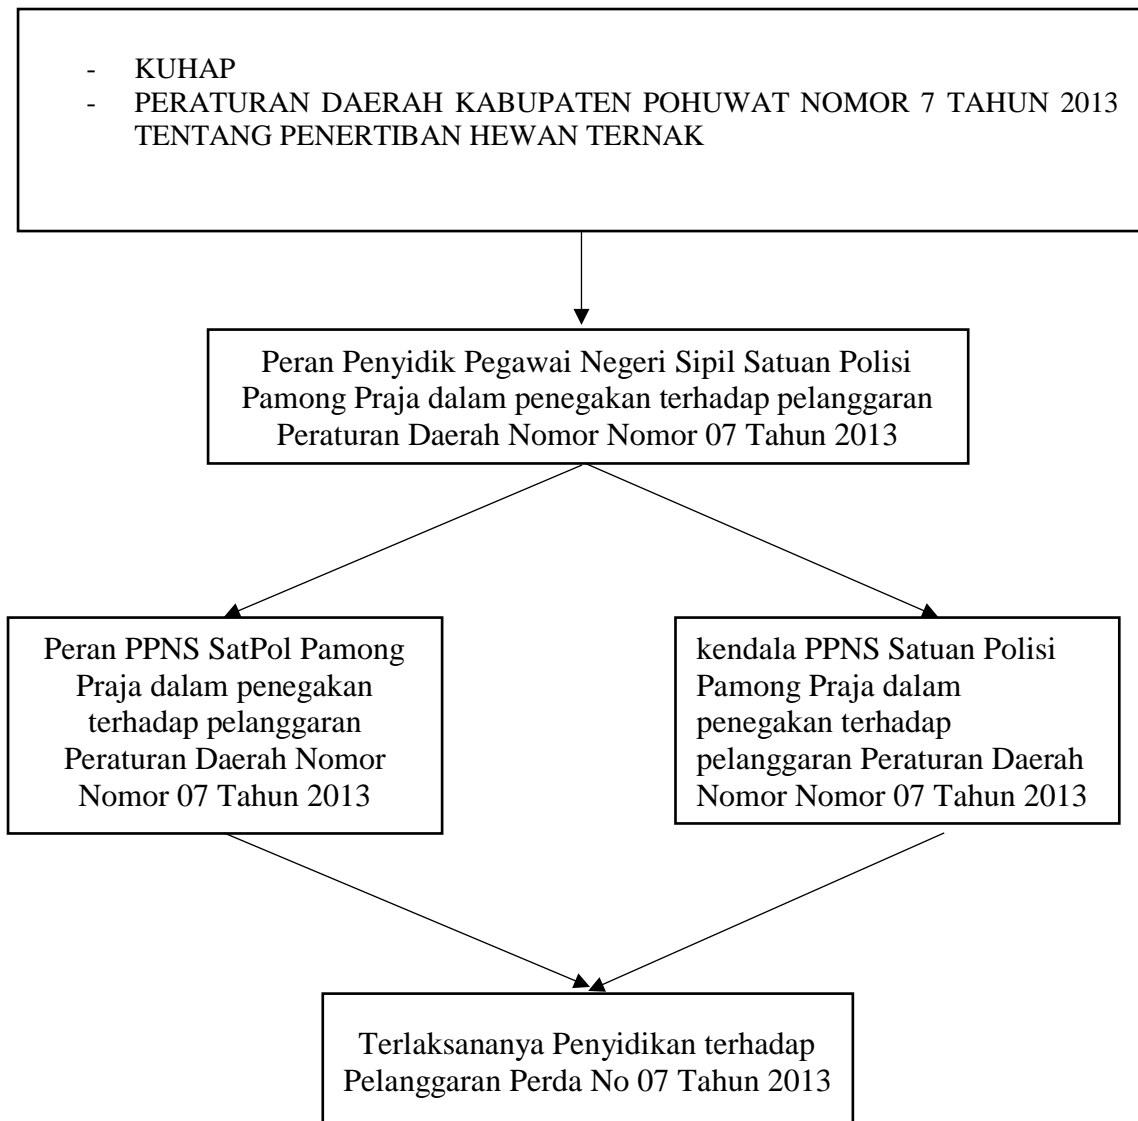 - KUHAP
- PERATURAN DAERAH KABUPATEN POHUWAT NOMOR 7 TAHUN 2013
TENTANG PENERTIBAN HEWAN TERNAK
Peran Penyidik Pegawai Negeri Sipil Satuan Polisi
Pamong Praja dalam penegakan terhadap pelanggaran
Peraturan Daerah Nomor Nomor 07 Tahun 2013
Peran PPNS SatPol Pamong
Praja dalam penegakan
terhadap pelanggaran
Peraturan Daerah Nomor
Nomor 07 Tahun 2013
kendala PPNS Satuan Polisi
Pamong Praja dalam
penegakan terhadap
pelanggaran Peraturan Daerah
Nomor Nomor 07 Tahun 2013
Terlaksananya Penyidikan terhadap
Pelanggaran Perda No 07 Tahun 2013